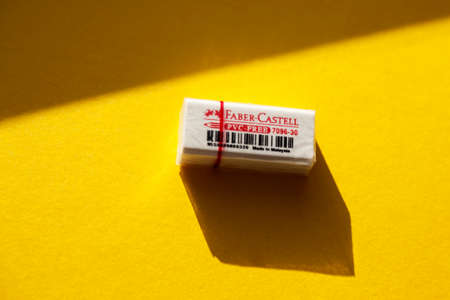 FABER-CASTELL
PVC-FREE 7096-30
Made in Malaysia